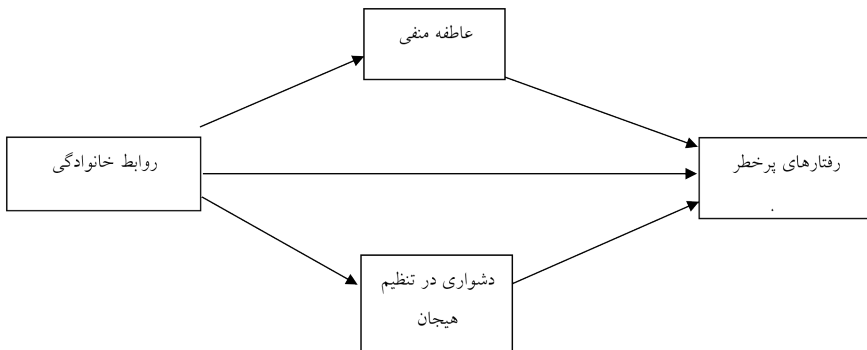 عاطفه منفی
روابط خانوادگی
رفتارهای پرخطر
.
دشواری در تنظیم
هیجان